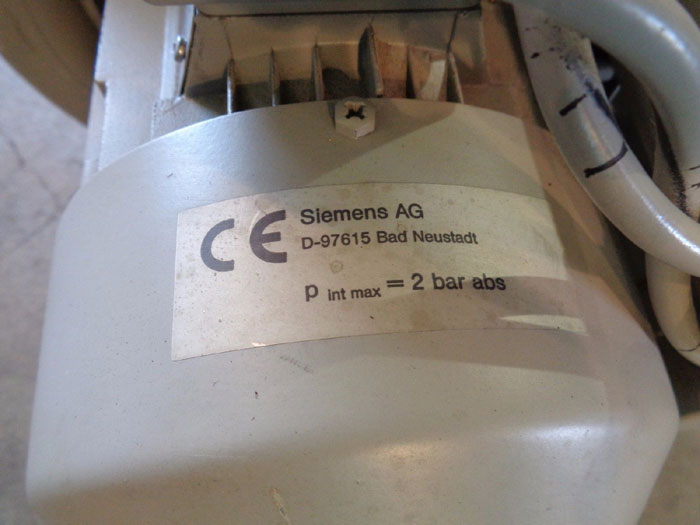 CE Siemens AG
D-97615 Bad Neustadt
p int max = 2 bar abs